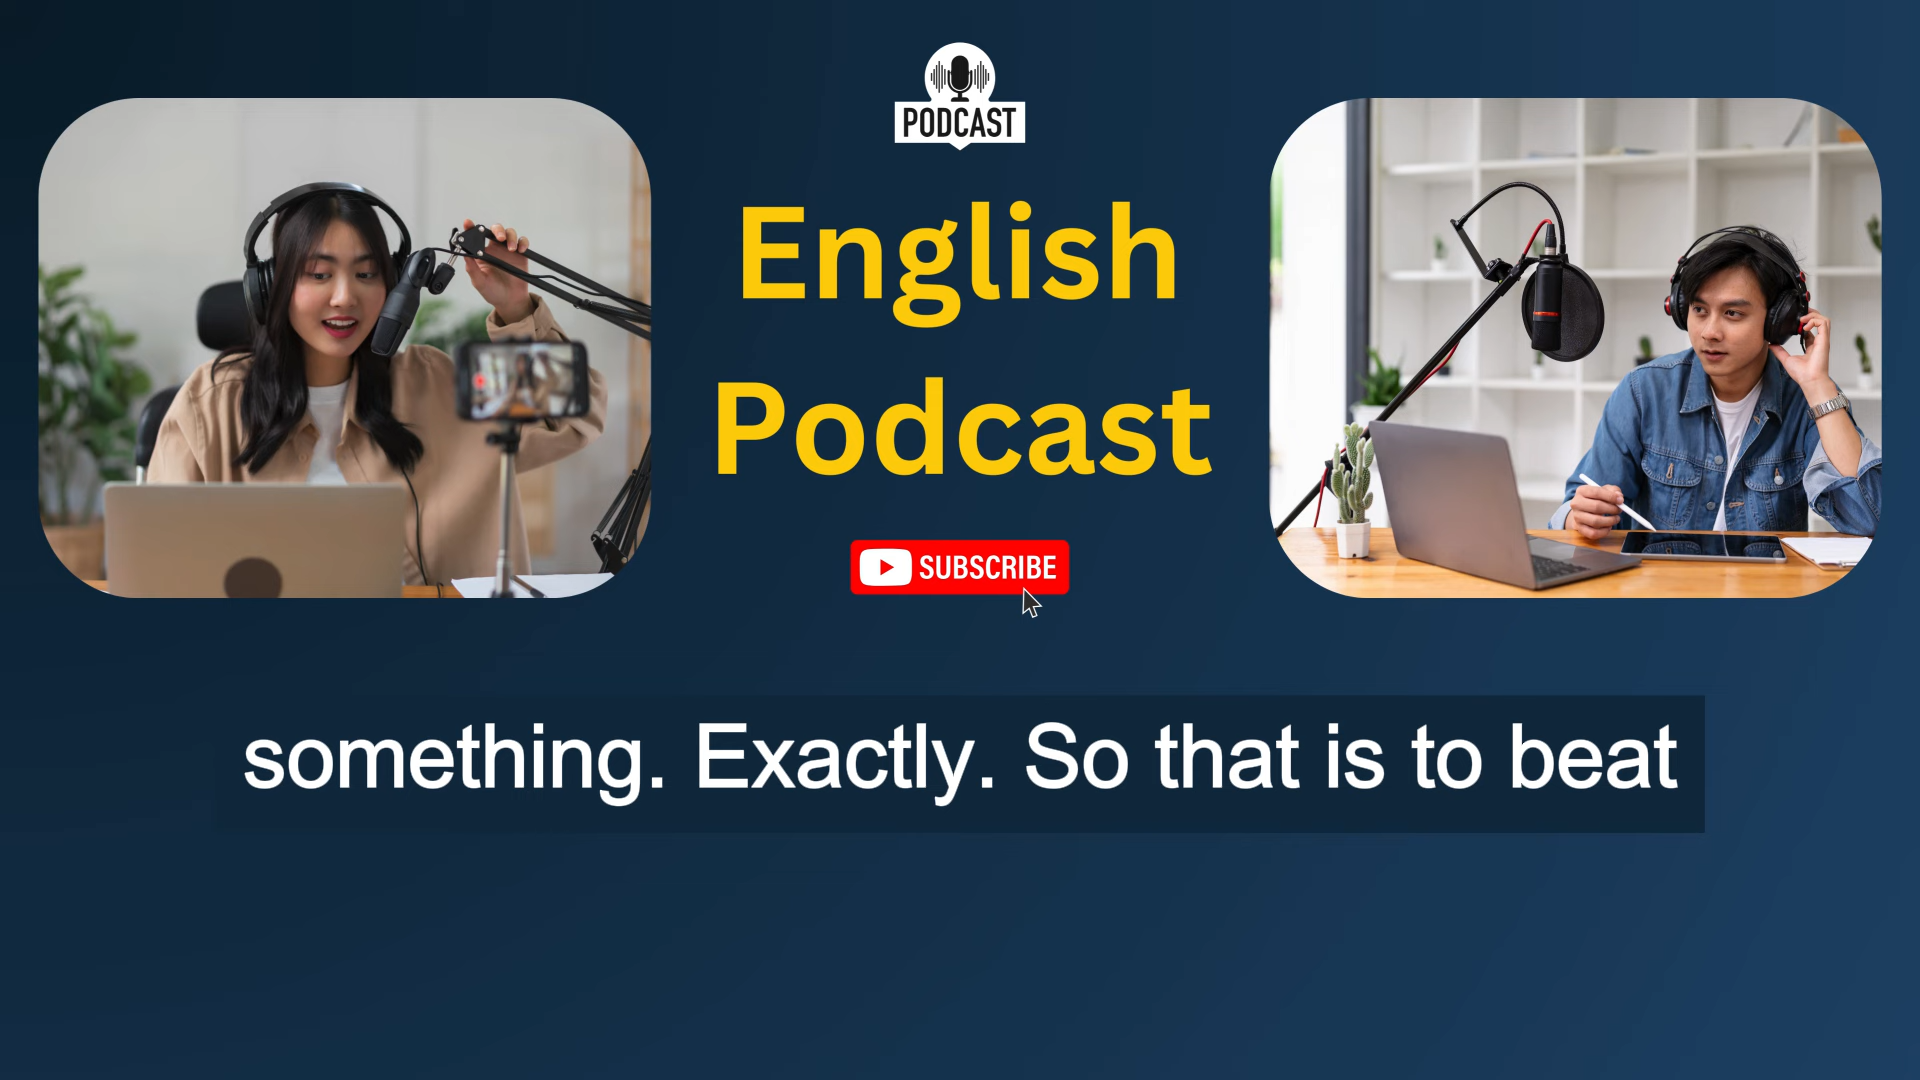 PODCAST
English
Podcast
SUBSCRIBE
something. Exactly. So that is to beat